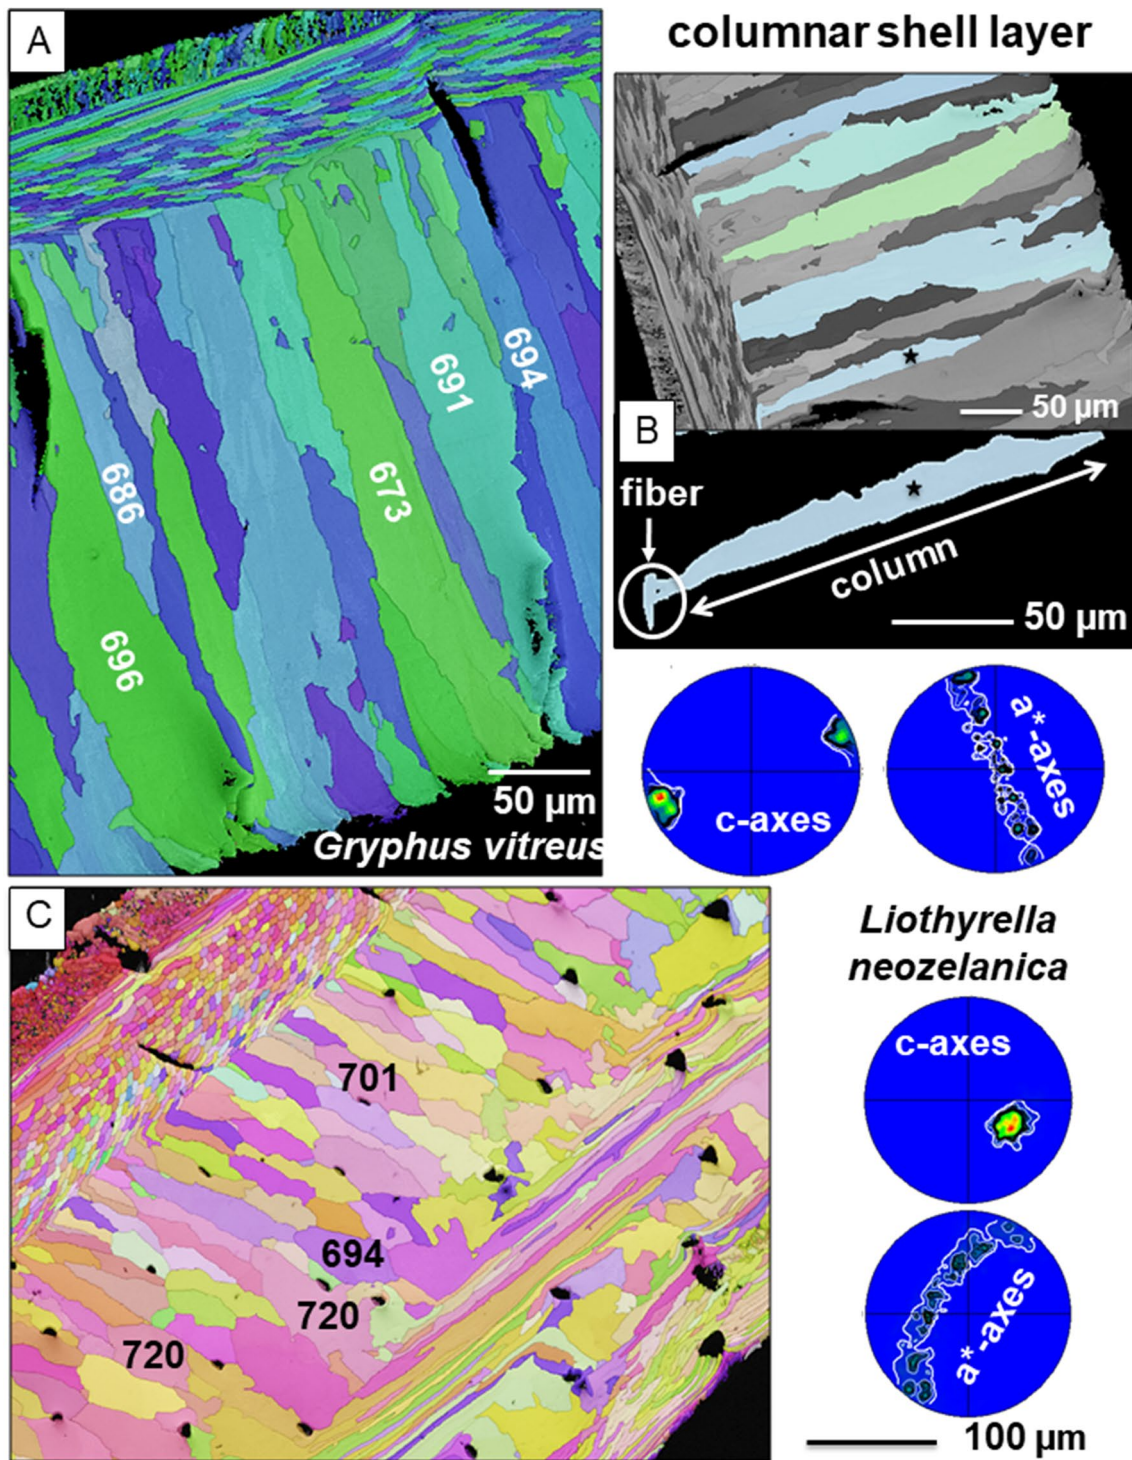 A
columnar shell layer
694
691
686
673
696
50 µm
Gryphus vitreus
50 µm
B
fiber
column
50 µm
c-axes
a*-axes
C
701
694
720
720
Liothyrella
neozelanica
c-axes
a*-axes
100 µm